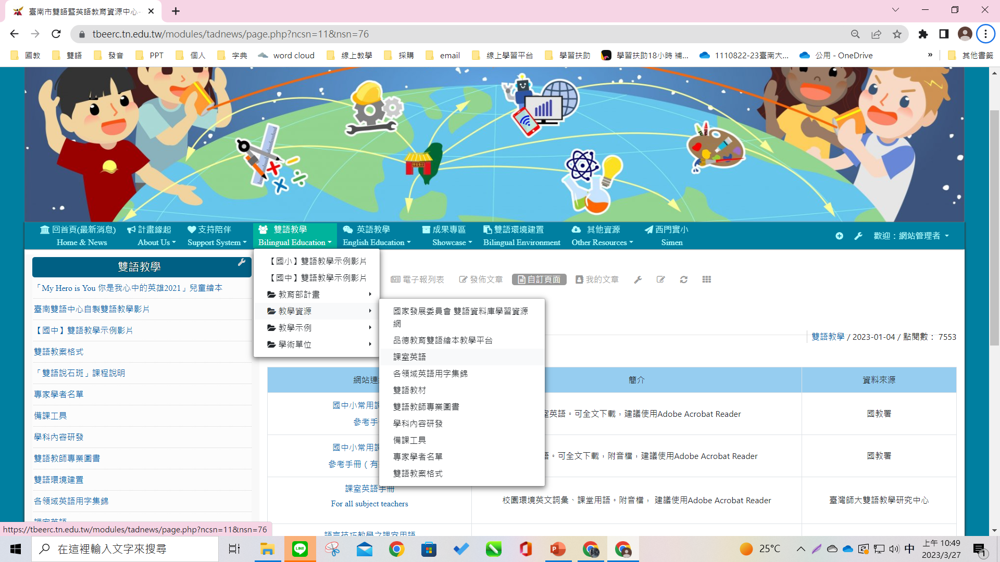 臺南市雙語暨英語教育資源中心-
tbeerc.tn.edu.tw/modules/tadnews/page.php?ncsn=11&nsn=76
國教
雙語
發音
PPT
個人
字典
word cloud
線上教學
採購
email
線上學習平台
學習扶助
學習扶助18小時 補...
1110822-23臺南大...
公用 - OneDrive
»
其他書籤
回首頁(最新消息)
Home & News
計畫緣起
About Us
支持陪伴
Support System
雙語教學
Bilingual Education
英語教學
English Education
成果專區
Showcase
雙語環境建置
Bilingual Environment
其他資源
Other Resources
西門實小
Simen
歡迎：網站管理者
雙語教學
「My Hero is You 你是我心中的英雄2021」兒童繪本
臺南雙語中心自製雙語教學影片
【國中】雙語教學示例影片
雙語教案格式
「雙語說石斑」課程說明
專家學者名單
備課工具
學科內容研發
雙語教師專業圖書
雙語環境建置
各領域英語用字集錦
課室英語
【國小】雙語教學示例影片
【國中】雙語教學示例影片
教育部計畫
教學資源
教學示例
學術單位
國家發展委員會 雙語資料庫學習資源
網
品德教育雙語繪本教學平台
課室英語
各領域英語用字集錦
雙語教材
雙語教師專業圖書
學科內容研發
備課工具
專家學者名單
雙語教案格式
電子報列表
發佈文章
自訂頁面
我的文章
雙語教學 / 2023-01-04 / 點閱數： 7553
網站連
簡介
資料來源
國中小常用課
參考手
室英語。可全文下載，建議使用Adobe Acrobat Reader
國教署
國中小常用課
參考手冊（有
。可全文下載，附音檔，建議使用Adobe Acrobat Reader
國教署
課室英語手冊
For all subject teachers
校園環境英文詞彙、課堂用語。附音檔， 建議使用Adobe Acrobat Reader
臺灣師大雙語教學研究中心
語言技巧教學之課室用語
https://tbeerc.tn.edu.tw/modules/tadnews/page.php?ncsn=11&nsn=76
在這裡輸入文字來搜尋
LINE
25°C
中
上午 10:49
2023/3/27
1